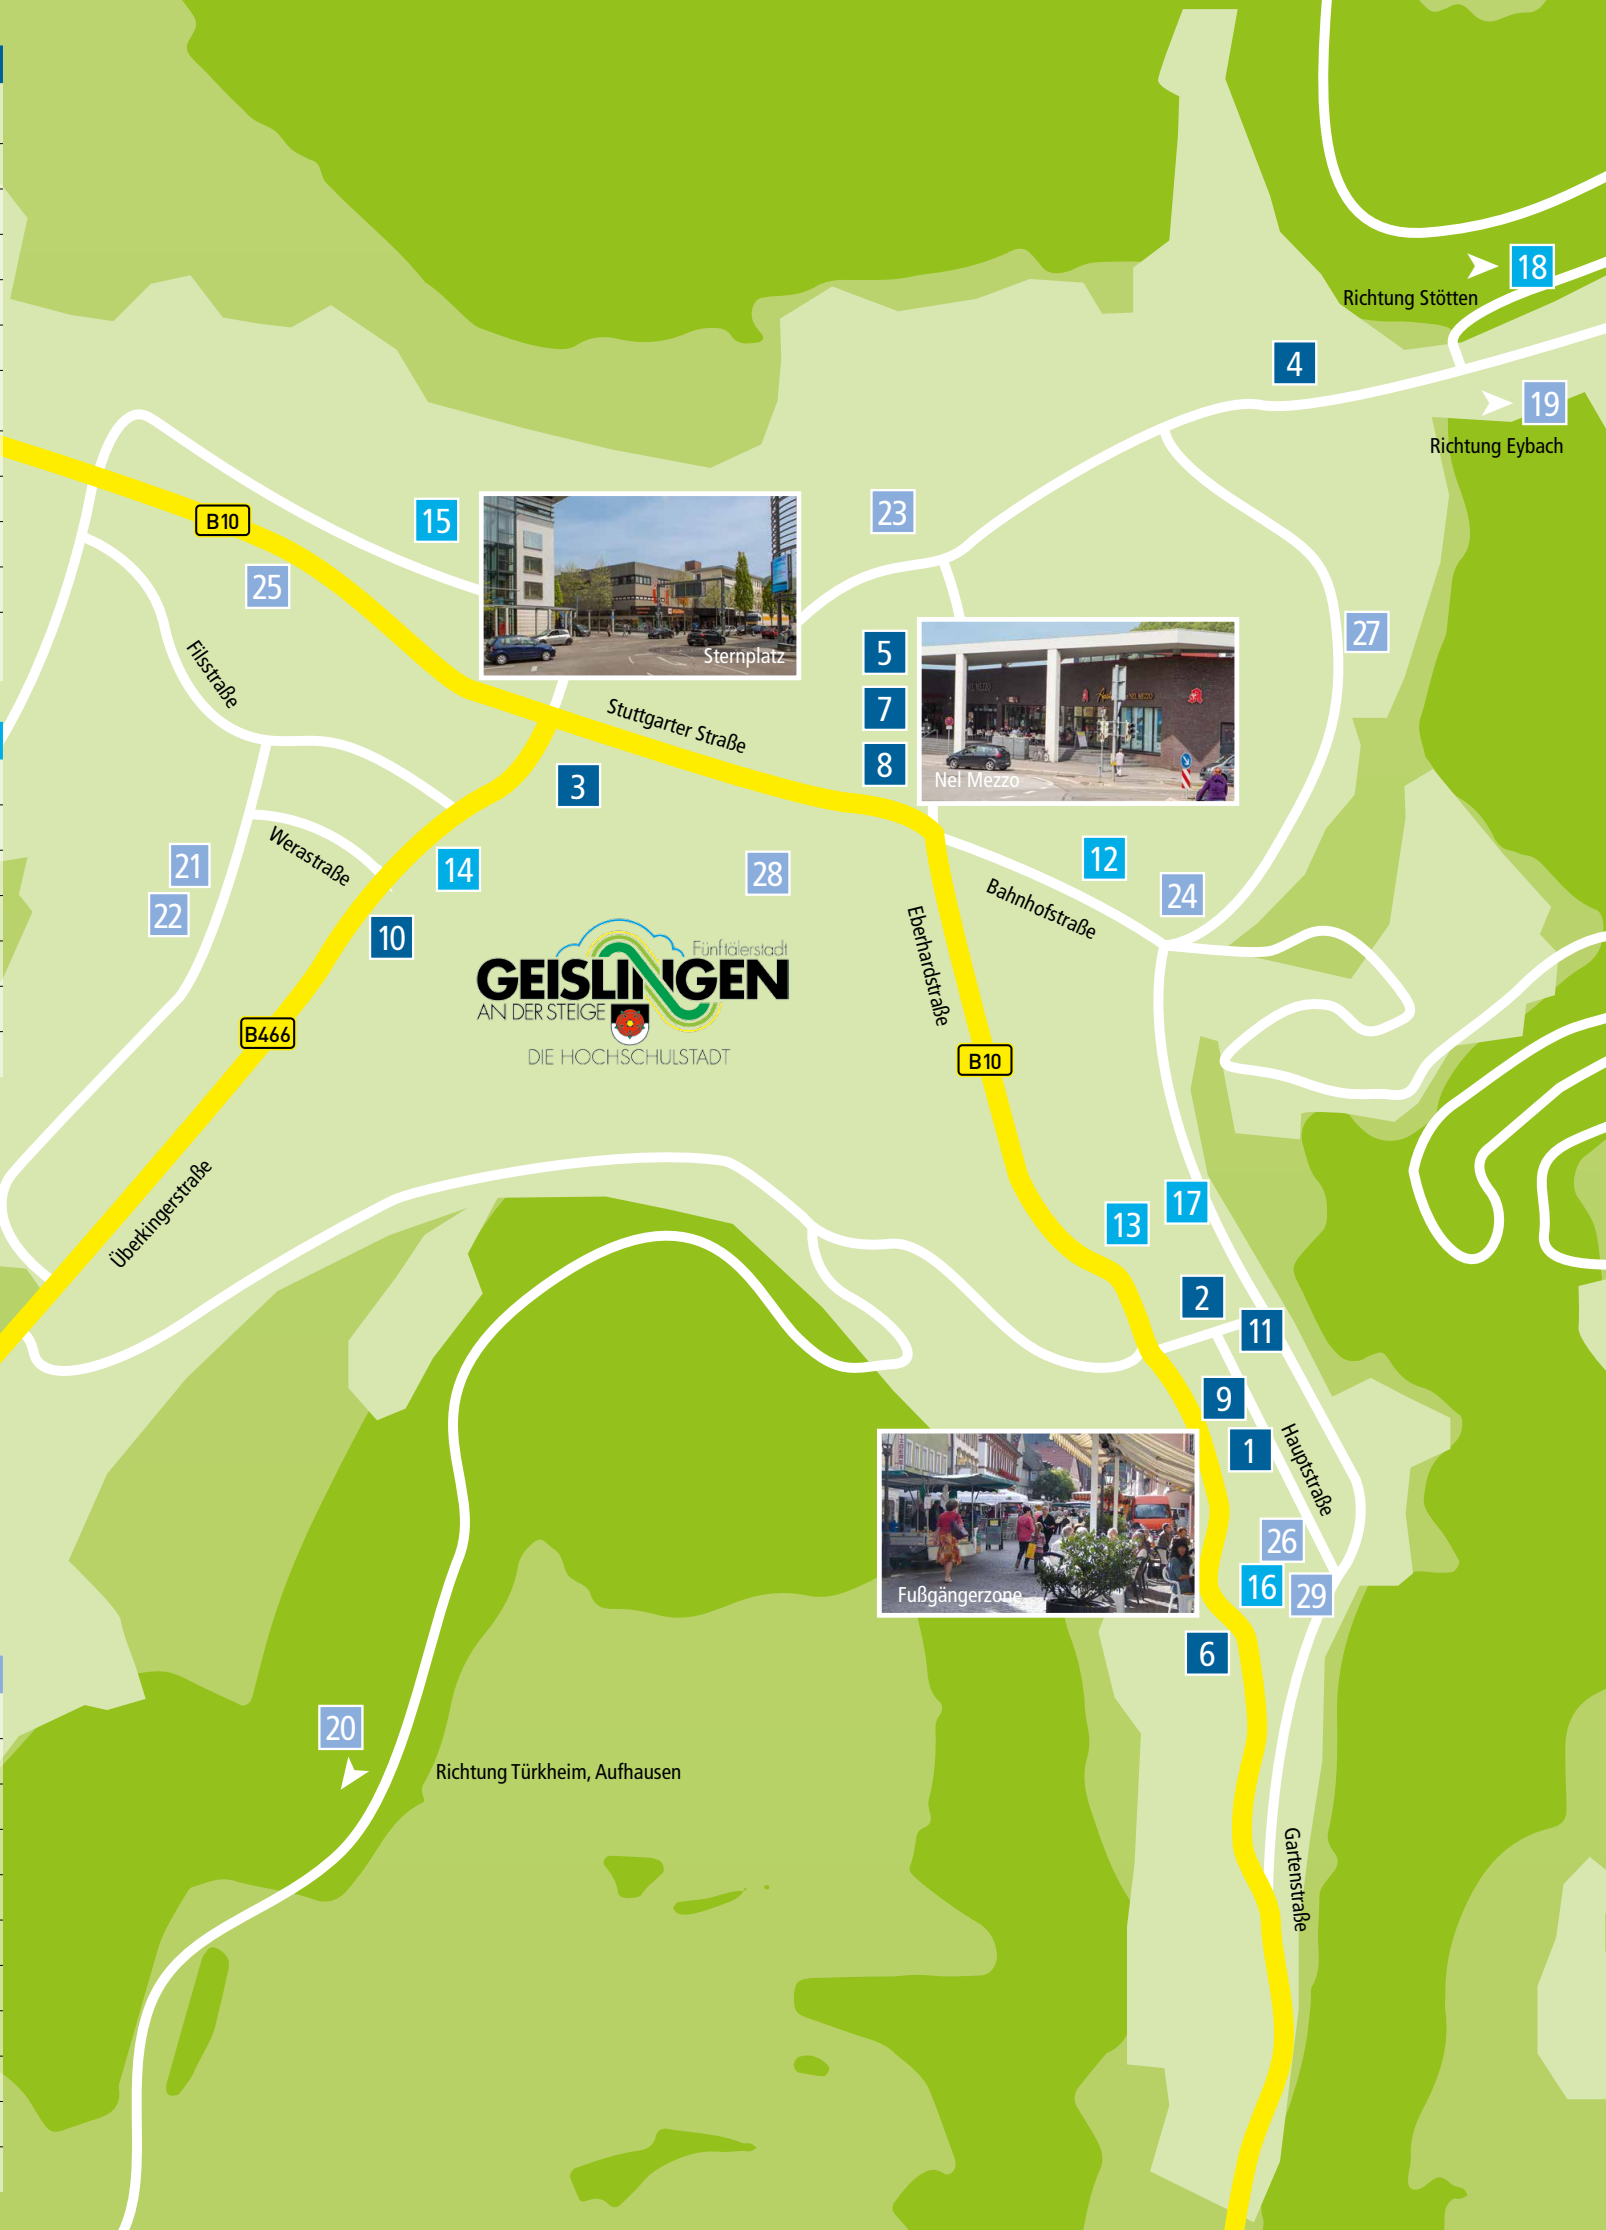 18
Richtung Stötten
4
19
Richtung Eybach
B10
15
23
25
Sternplatz
5
27
Filsstraße
7
Stuttgarter Straße
8
Nel Mezzo
3
21
Werastraße
14
28
12
22
24
Bahnhofstraße
10
Eberhardstraße
Fünftälerstadt
GEISLINGEN
AN DER STEIGE
DIE HOCHSCHULSTADT
B466
B10
Überkingerstraße
17
13
2
11
9
1
Hauptstraße
26
16
29
Fußgängerzone
6
20
Richtung Türkheim, Aufhausen
Gartenstraße